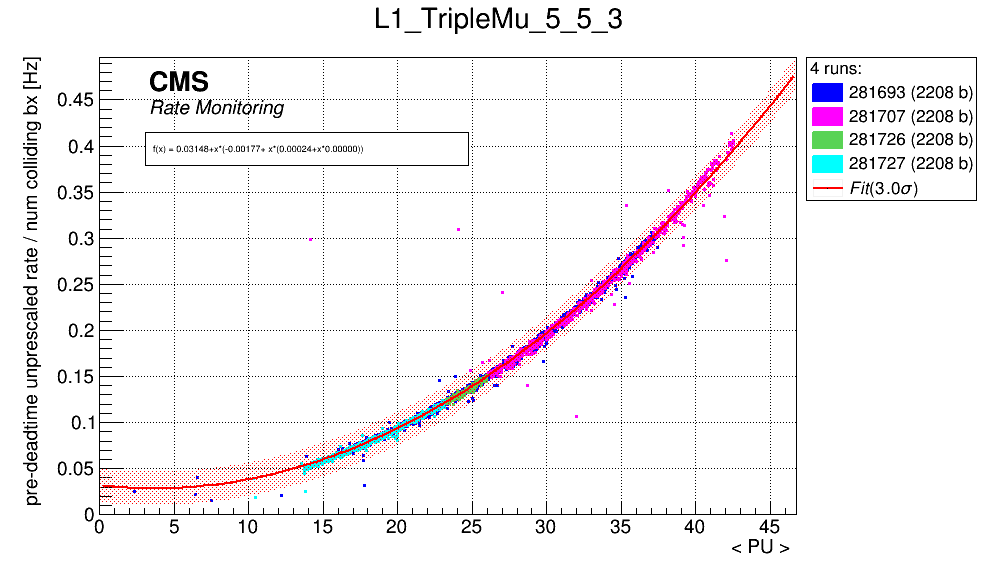 L1_TripleMu_5_5_3
pre-deadtime unprescaled rate / num colliding bx [Hz]
CMS
Rate Monitoring
f(x) = 0.03148+x*(-0.00177+ x*(0.00024+x*0.00000))
0.45
0.4
0.35
0.3
0.25
0.2
0.15
0.1
0.05
0
0 5 10 15 20 25 30 35 40 45
< PU >
4 runs:
281693 (2208 b)
281707 (2208 b)
281726 (2208 b)
281727 (2208 b)
Fit(3.0σ)